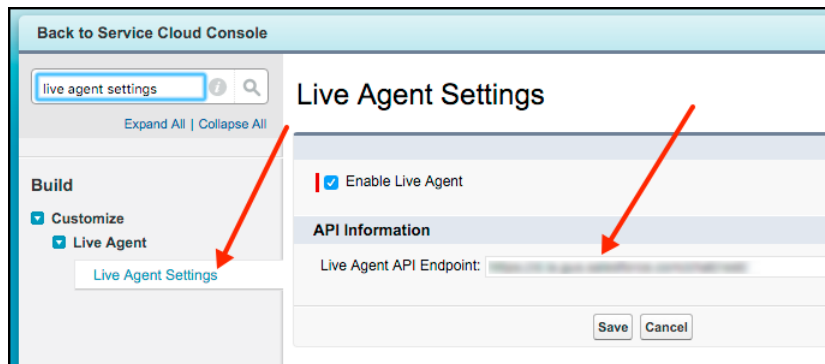 Back to Service Cloud Console
live agent settings
Expand All | Collapse All
Build
Customize
Live Agent
Live Agent Settings
Live Agent Settings
Enable Live Agent
API Information
Live Agent API Endpoint:
Save Cancel